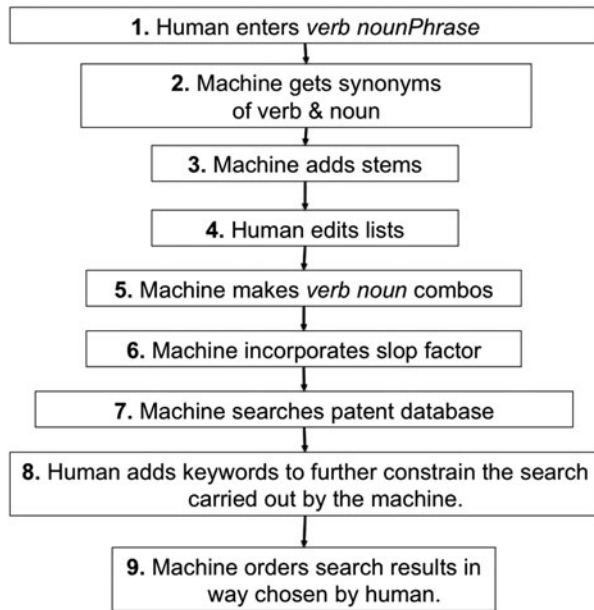 1. Human enters verb nounPhrase
2. Machine gets synonyms
of verb & noun
3. Machine adds stems
4. Human edits lists
5. Machine makes verb noun combos
6. Machine incorporates slop factor
7. Machine searches patent database
8. Human adds keywords to further constrain the search
carried out by the machine.
9. Machine orders search results in
way chosen by human.